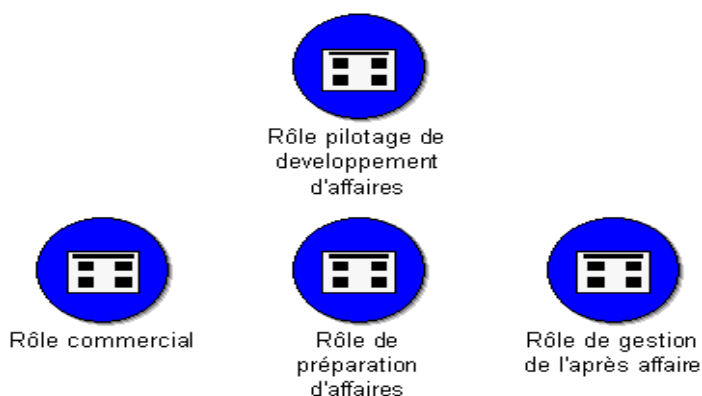 Rôle pilotage de
developpement
d'affaires
Rôle commercial
Rôle de
préparation
d'affaires
Rôle de gestion
de l'après affaire